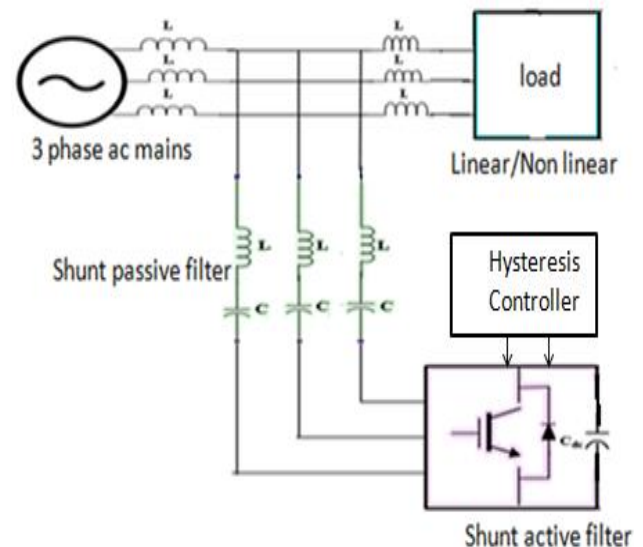 L
L
L
L
L
L
load
3 phase ac mains
Linear/Non linear
L
L
L
Shunt passive filter
Hysteresis
Controller
C
C
C
Cdc
Shunt active filter